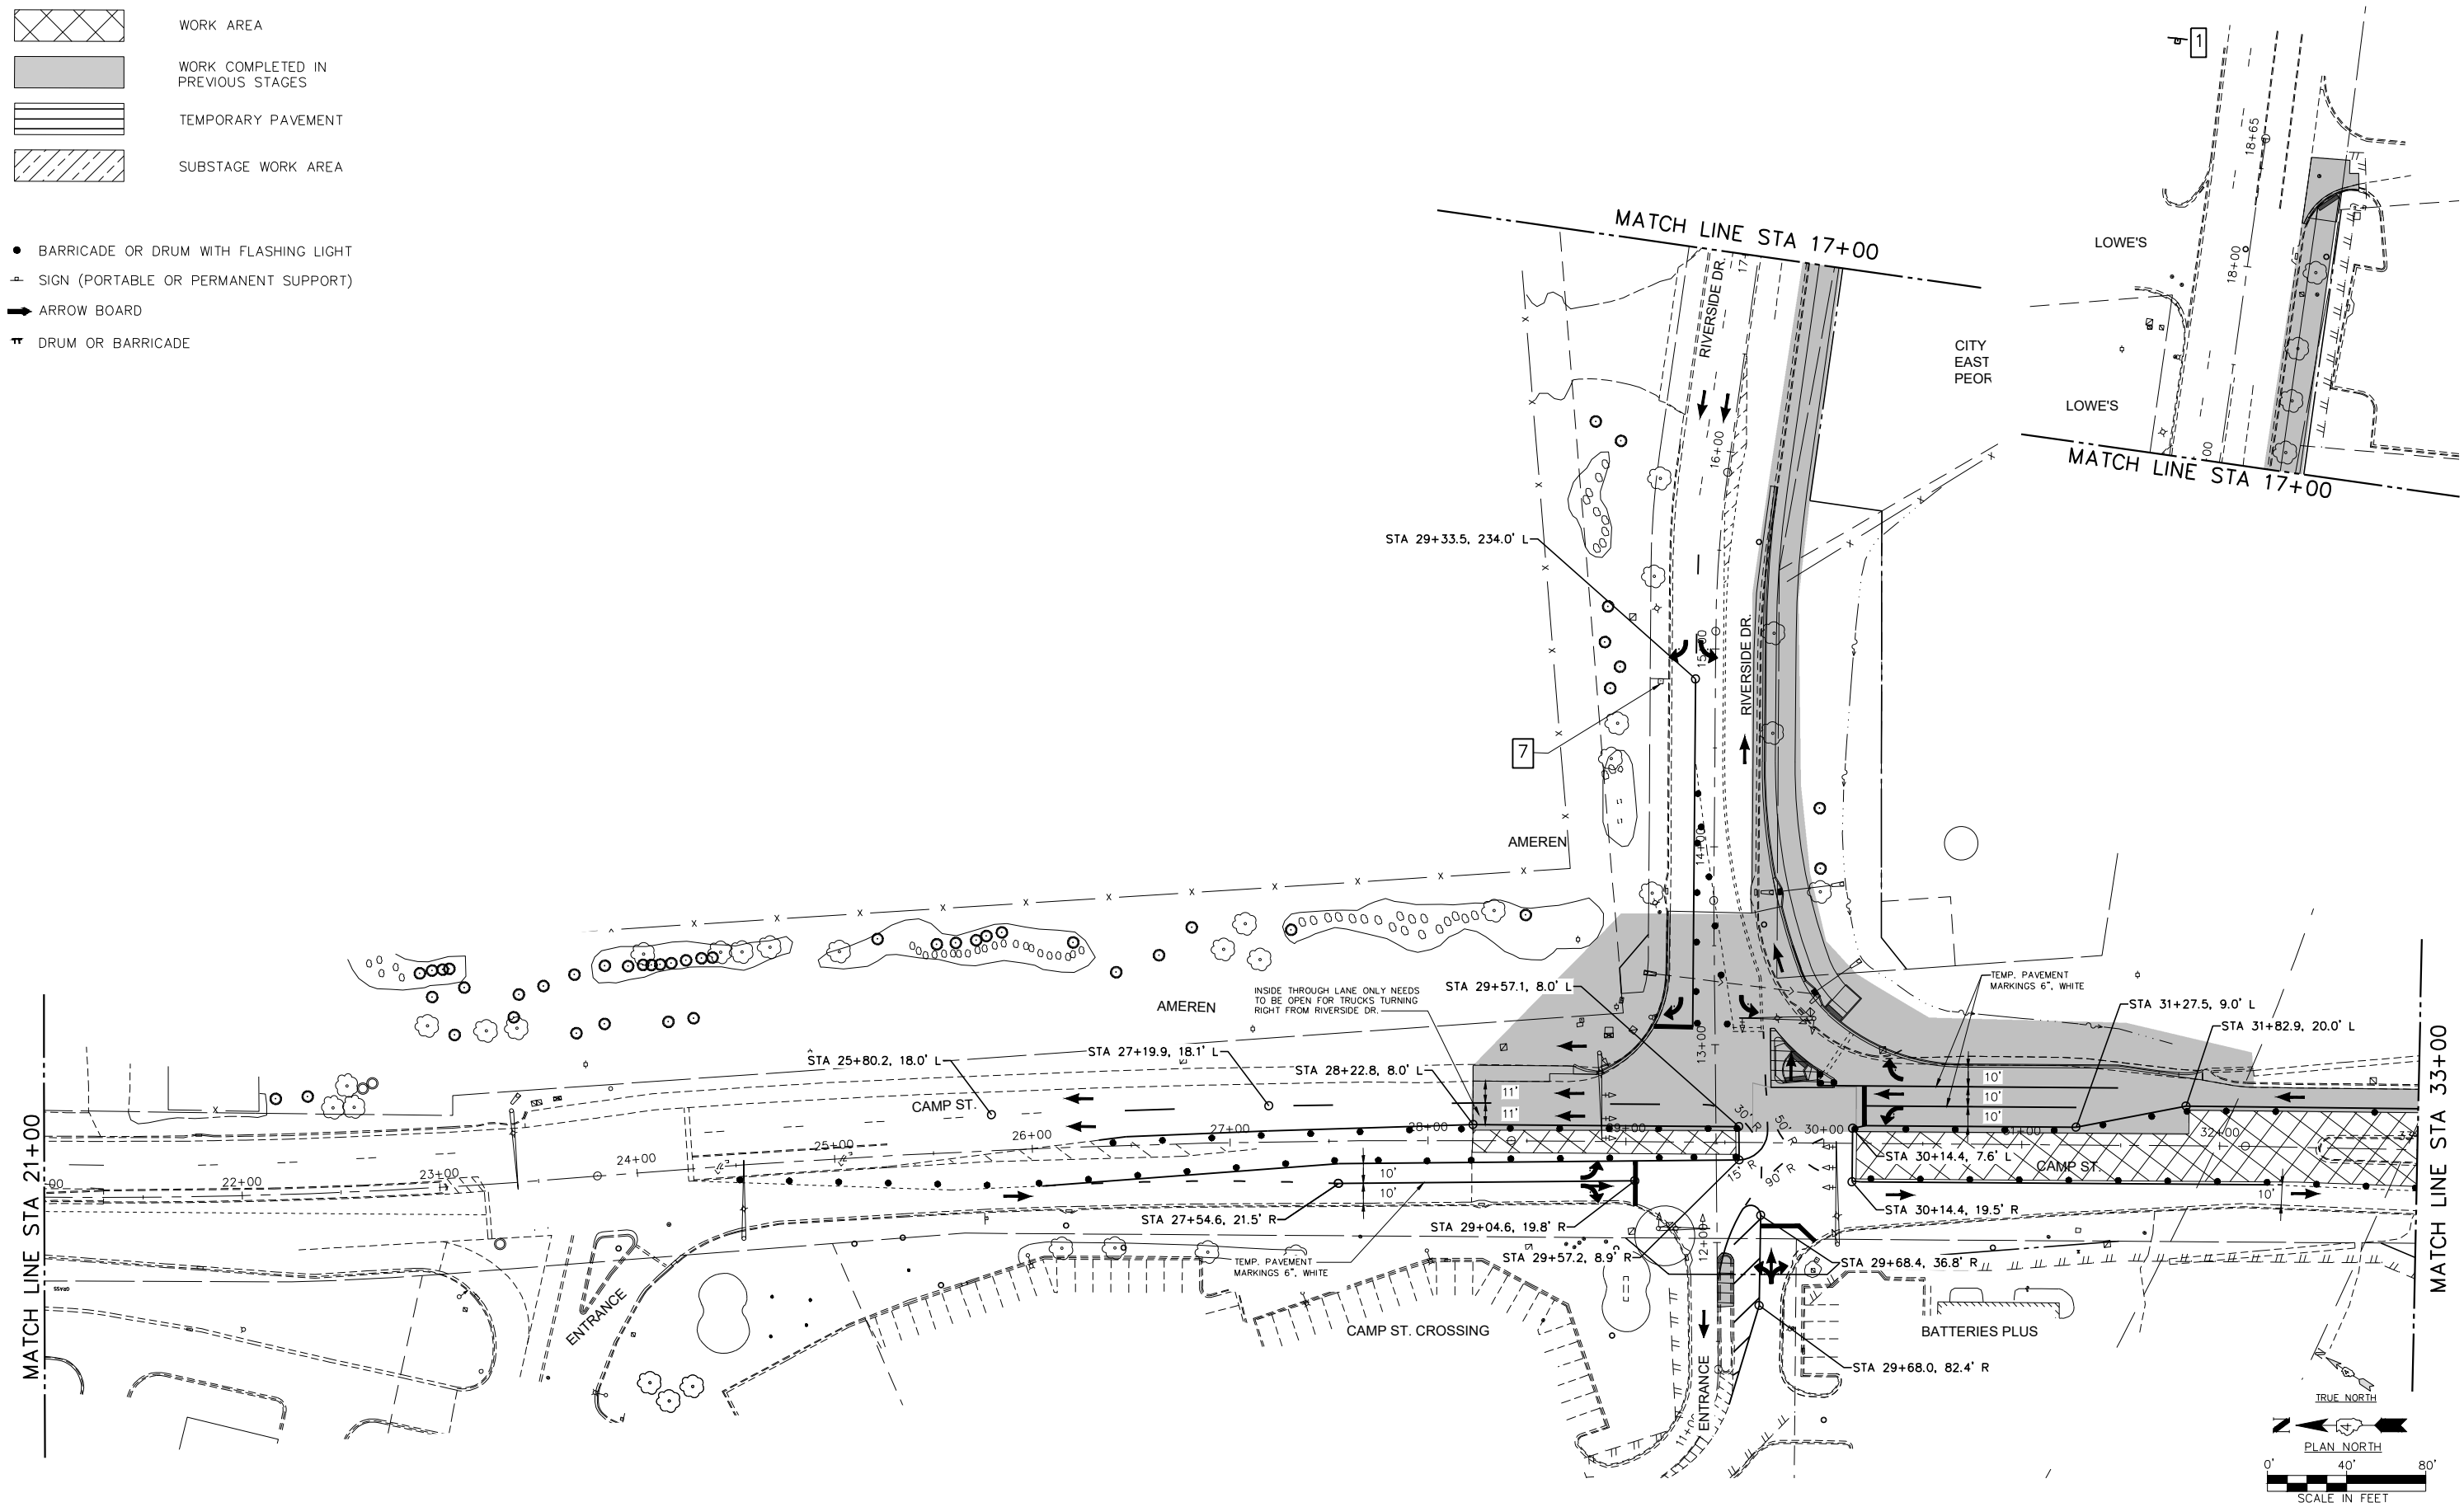 WORK AREA
WORK COMPLETED IN
PREVIOUS STAGES
TEMPORARY PAVEMENT
SUBSTAGE WORK AREA
BARRICADE OR DRUM WITH FLASHING LIGHT
SIGN (PORTABLE OR PERMANENT SUPPORT)
ARROW BOARD
DRUM OR BARRICADE
1
18+65
LOWE'S
18+00
LOWE'S
00
MATCH LINE STA 17+00
MATCH LINE STA 17+00
RIVERSIDE DR.
17
CITY
EAST
PEOR
16+00
STA 29+33.5, 234.0' L
15+00
RIVERSIDE DR.
7
AMEREN
14+00
AMEREN
INSIDE THROUGH LANE ONLY NEEDS
TO BE OPEN FOR TRUCKS TURNING
RIGHT FROM RIVERSIDE DR.
STA 29+57.1, 8.0' L
TEMP. PAVEMENT
MARKINGS 6", WHITE
STA 31+27.5, 9.0' L
STA 31+82.9, 20.0' L
13+00
STA 25+80.2, 18.0' L
STA 27+19.9, 18.1' L
STA 28+22.8, 8.0' L
CAMP ST.
11'
11'
10'
10'
10'
30' R
50' R
15' R
90' R
00
22+00
23+00
24+00
25+00
26+00
27+00
28+00
29+00
30+00
31+00
32+00
33
STA 30+14.4, 7.6' L
CAMP ST.
10'
10'
10'
STA 27+54.6, 21.5' R
STA 29+04.6, 19.8' R
STA 30+14.4, 19.5' R
STA 29+57.2, 8.9' R
12+00
STA 29+68.4, 36.8' R
TEMP. PAVEMENT
MARKINGS 6", WHITE
GRASS
ENTRANCE
CAMP ST. CROSSING
BATTERIES PLUS
STA 29+68.0, 82.4' R
ENTRANCE
11+00
MATCH LINE STA 21+00
MATCH LINE STA 33+00
TRUE NORTH
N
PLAN NORTH
0'
40'
80'
SCALE IN FEET